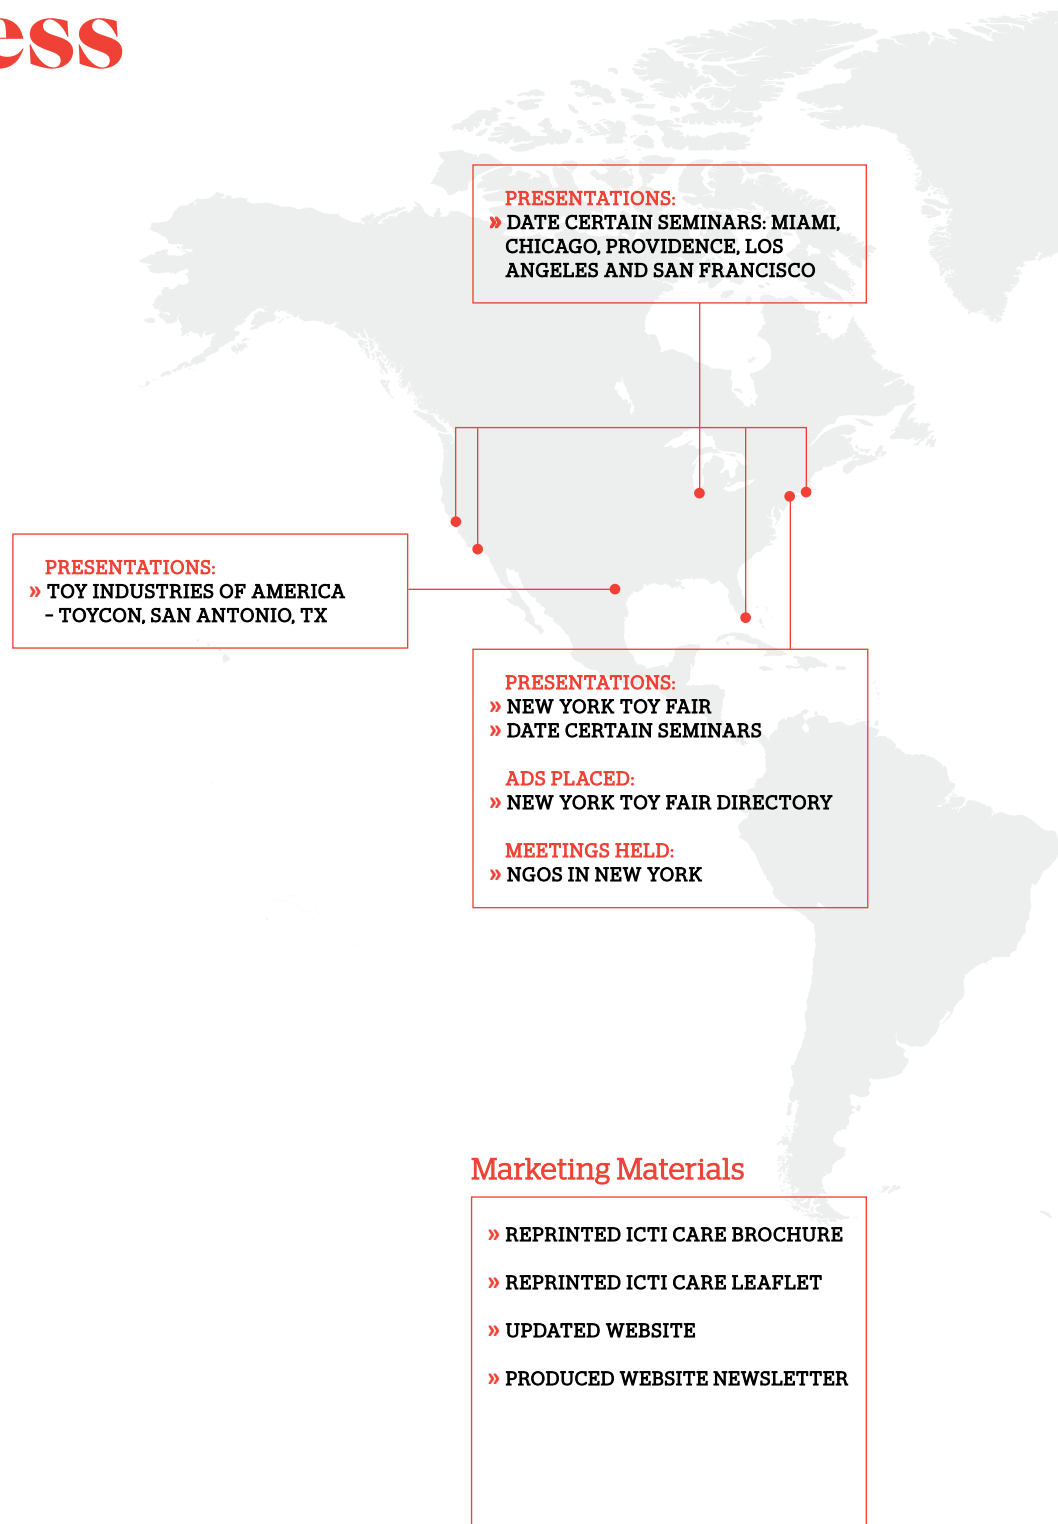 ess
PRESENTATIONS:
» DATE CERTAIN SEMINARS: MIAMI,
CHICAGO, PROVIDENCE, LOS
ANGELES AND SAN FRANCISCO
PRESENTATIONS:
» TOY INDUSTRIES OF AMERICA
– TOYCON, SAN ANTONIO, TX
PRESENTATIONS:
» NEW YORK TOY FAIR
» DATE CERTAIN SEMINARS
ADS PLACED:
» NEW YORK TOY FAIR DIRECTORY
MEETINGS HELD:
» NGOS IN NEW YORK
Marketing Materials
» REPRINTED ICTI CARE BROCHURE
» REPRINTED ICTI CARE LEAFLET
» UPDATED WEBSITE
» PRODUCED WEBSITE NEWSLETTER